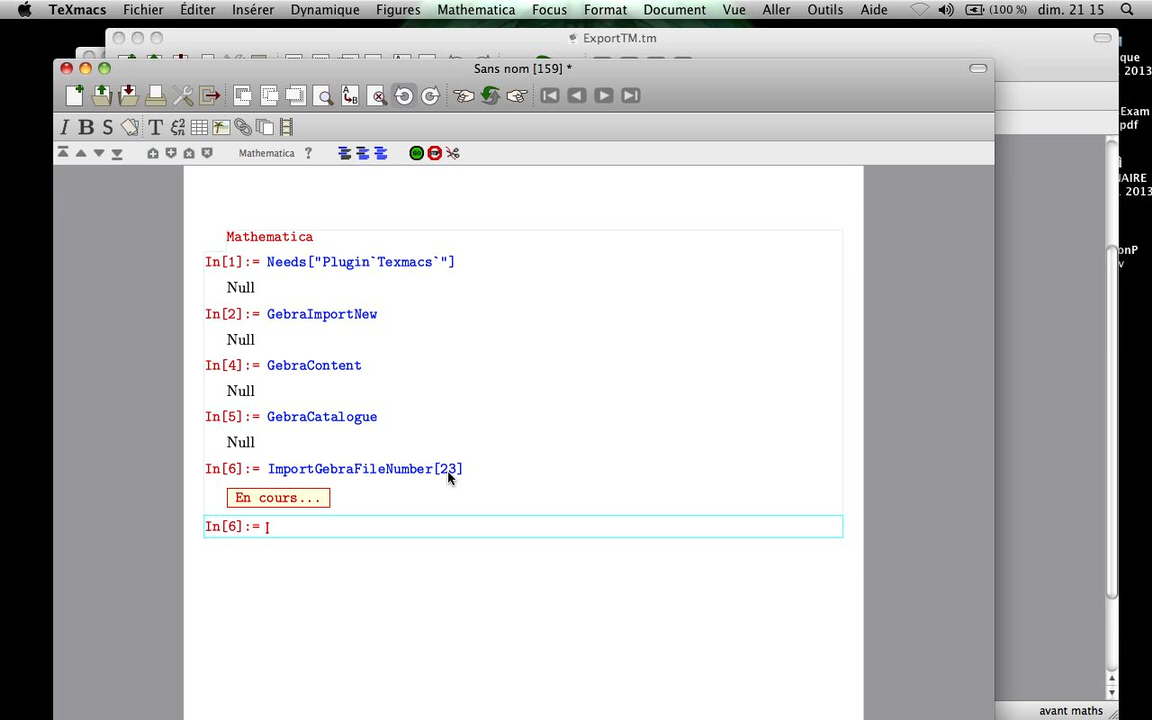 TeXmacs Fichier Éditer Insérer Dynamique Figures Mathematica Focus Format Document Vue Aller Outils Aide (100 %) dim. 21 15
ExportTM.tm
Sans nom [159] *
que
2013
Exam
pdf
Mathematica ?
NAIRE
2013
Mathematica
In[1]:= Needs["Plugin`Texmacs`"]
Null
In[2]:= GebraImportNew
Null
In[4]:= GebraContent
Null
In[5]:= GebraCatalogue
Null
In[6]:= ImportGebraFileNumber[23]
En cours...
In[6]:=
onP
v
avant maths